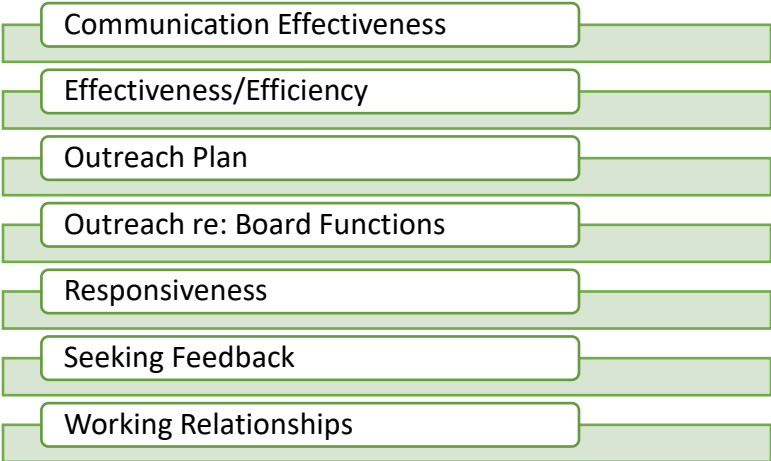 Communication Effectiveness
Effectiveness/Efficiency
Outreach Plan
Outreach re: Board Functions
Responsiveness
Seeking Feedback
Working Relationships